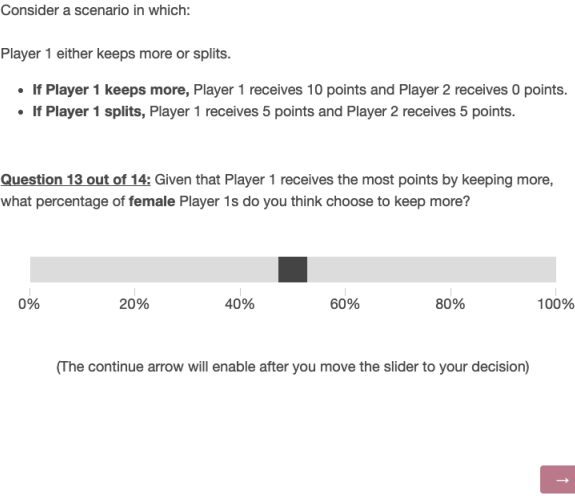 Consider a scenario in which:
Player 1 either keeps more or splits.
• If Player 1 keeps more, Player 1 receives 10 points and Player 2 receives 0 points.
• If Player 1 splits, Player 1 receives 5 points and Player 2 receives 5 points.
Question 13 out of 14: Given that Player 1 receives the most points by keeping more,
what percentage of female Player 1s do you think choose to keep more?
0% 20% 40% 60% 80% 100%
(The continue arrow will enable after you move the slider to your decision)
→